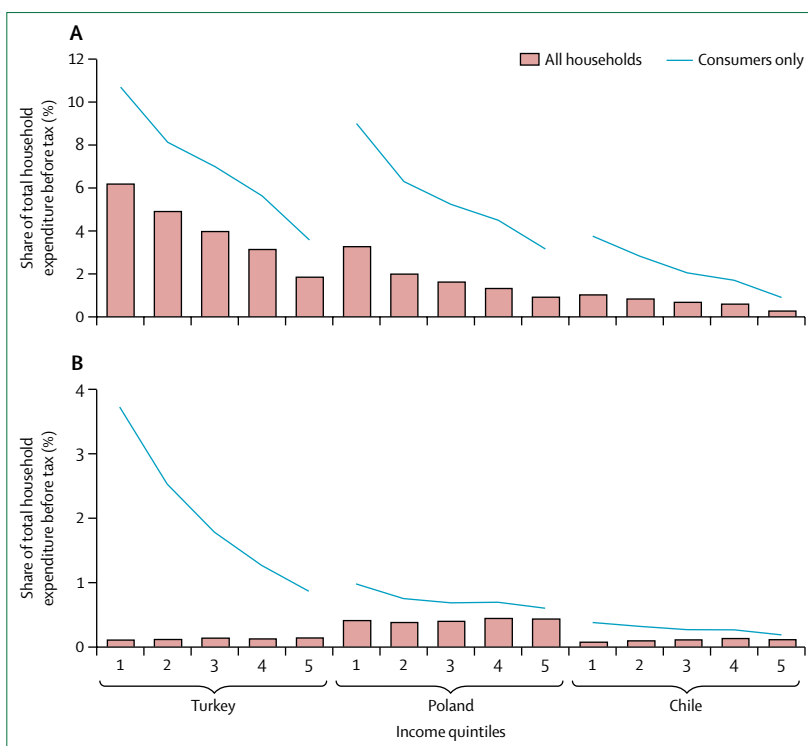 A
All households
Consumers only
Share of total household
expenditure before tax (%)
12
10
8
6
4
2
0
B
Share of total household
expenditure before tax (%)
4
3
2
1
0
1 2 3 4 5 1 2 3 4 5 1 2 3 4 5
Turkey Poland Chile
Income quintiles